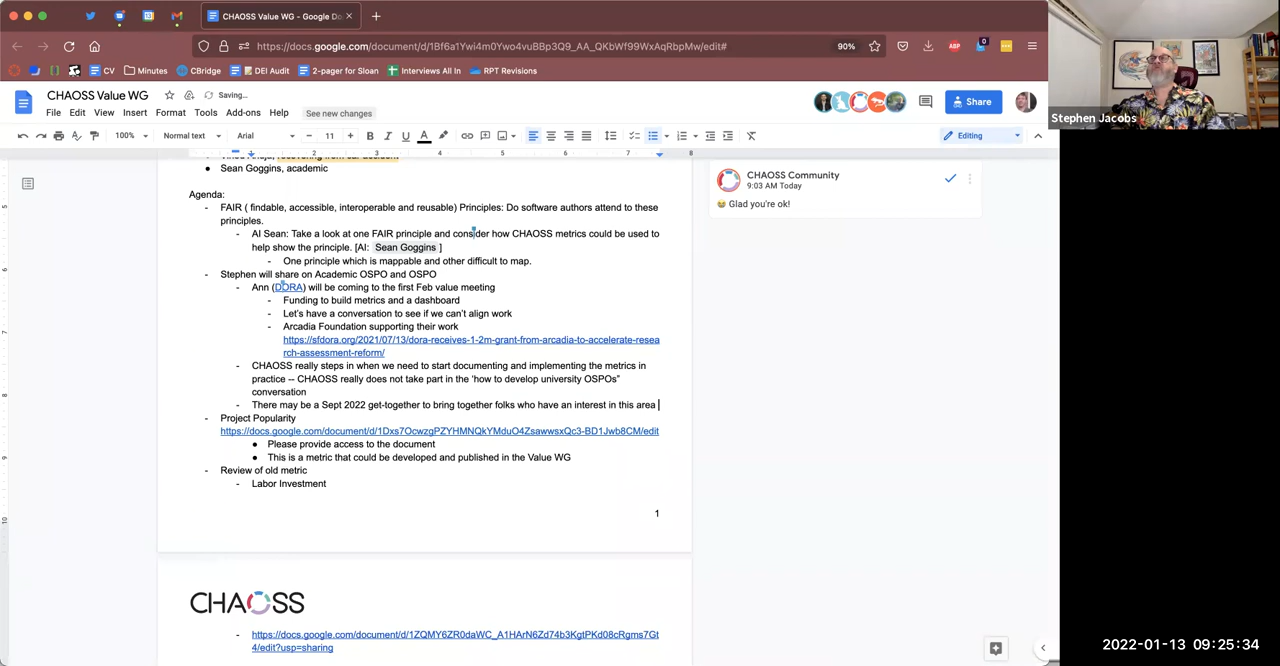 CHAOSS Value WG - Google Do
https://docs.google.com/document/d/1Bf6a1Ywi4m0Ywo4vuBBp3Q9_AA_QKbWf99WxAqRbpMw/edit#
90%
ABP
0
CV
Minutes
CBridge
DEI Audit
2-pager for Sloan
Interviews All In
RPT Revisions
CHAOSS Value WG
Saving...
File Edit View Insert Format Tools Add-ons Help See new changes
Share
100% Normal text Arial 11 B I U A
Editing
2 3 4 5 6 7 8
Stephen Jacobs
Sean Goggins, academic
CHAOSS Community
9:03 AM Today
😂 Glad you're ok!
Agenda:
- FAIR ( findable, accessible, interoperable and reusable) Principles: Do software authors attend to these
principles.
- AI Sean: Take a look at one FAIR principle and consider how CHAOSS metrics could be used to
help show the principle. [AI: Sean Goggins ]
- One principle which is mappable and other difficult to map.
- Stephen will share on Academic OSPO and OSPO
- Ann (DORA) will be coming to the first Feb value meeting
- Funding to build metrics and a dashboard
- Let's have a conversation to see if we can't align work
- Arcadia Foundation supporting their work
https://sfdora.org/2021/07/13/dora-receives-1-2m-grant-from-arcadia-to-accelerate-resea
rch-assessment-reform/
- CHAOSS really steps in when we need to start documenting and implementing the metrics in
practice -- CHAOSS really does not take part in the 'how to develop university OSPOs"
conversation
- There may be a Sept 2022 get-together to bring together folks who have an interest in this area
- Project Popularity
https://docs.google.com/document/d/1Dxs7OcwzgPZYHMNQkYMduO4ZsawwsxQc3-BD1Jwb8CM/edit
● Please provide access to the document
● This is a metric that could be developed and published in the Value WG
- Review of old metric
- Labor Investment
1
CHAOSS
- https://docs.google.com/document/d/1ZQMY6ZR0daWC_A1HArN6Zd74b3KgtPKd08cRgms7Gt
4/edit?usp=sharing
2022-01-13 09:25:34